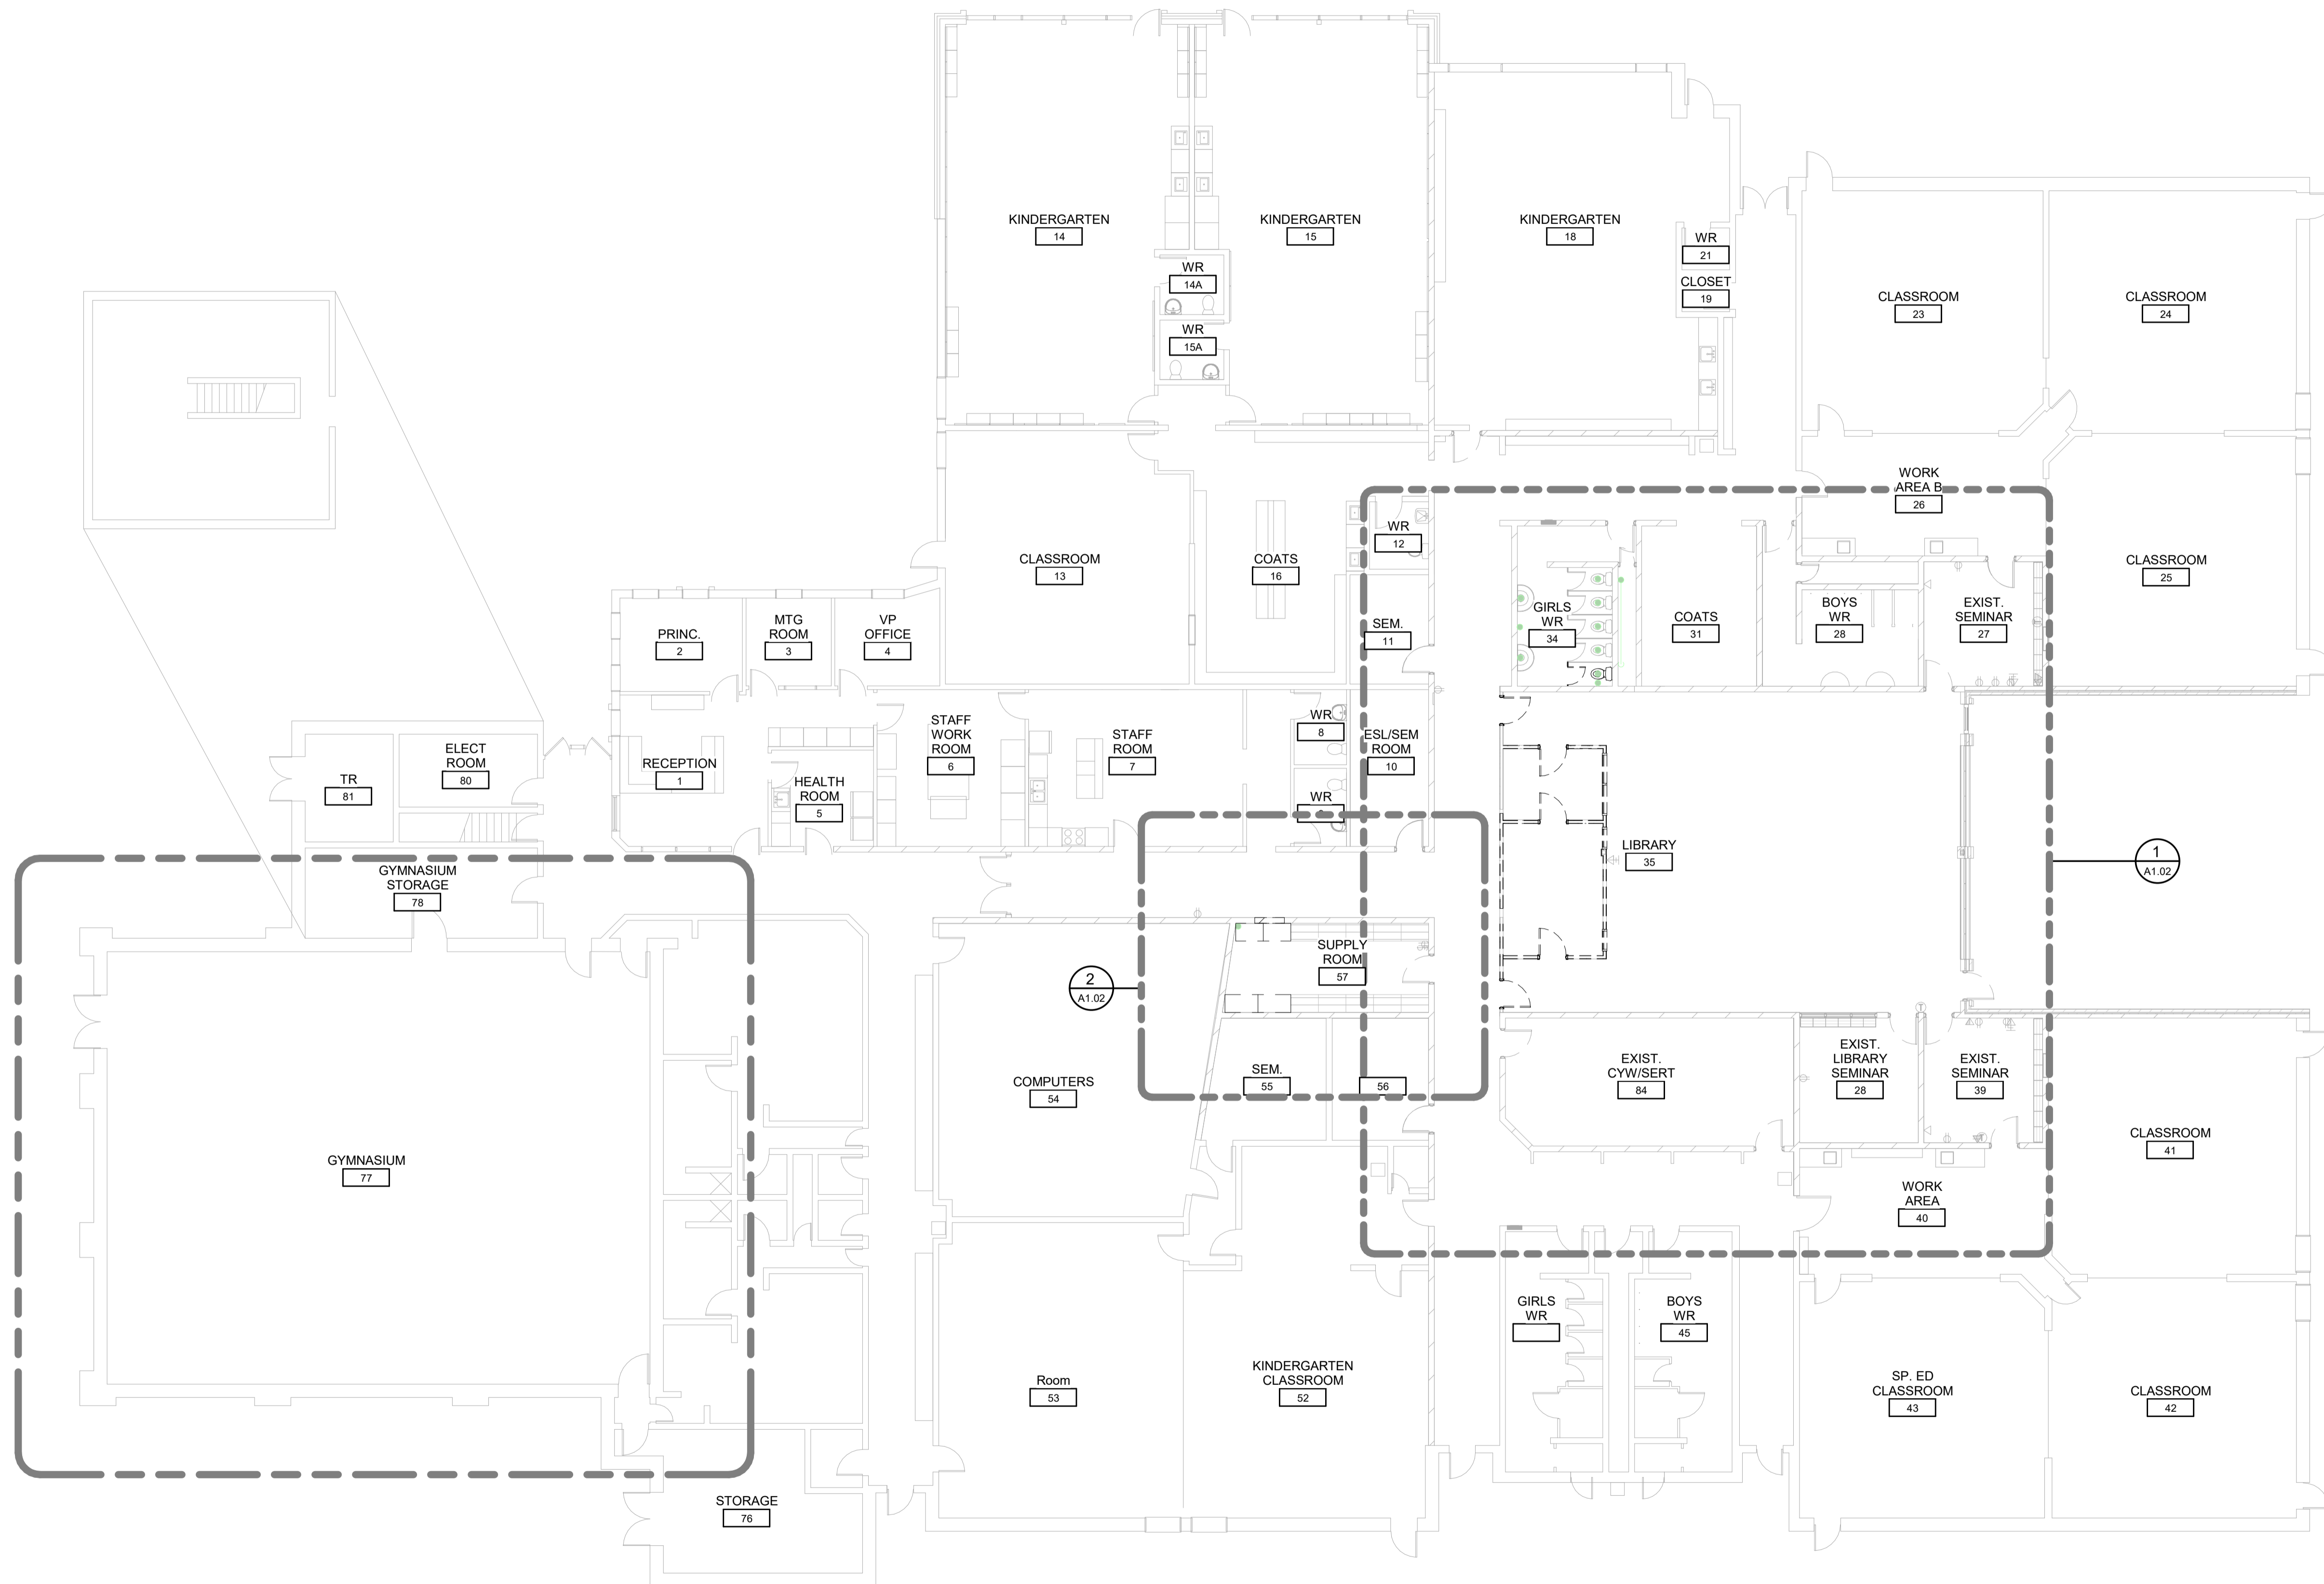 KINDERGARTEN
14
KINDERGARTEN
15
KINDERGARTEN
18
WR
21
WR
14A
CLOSET
19
WR
15A
CLASSROOM
23
CLASSROOM
24
WORK
AREA B
26
WR
12
CLASSROOM
13
COATS
16
CLASSROOM
25
PRINC.
2
MTG
ROOM
3
VP
OFFICE
4
SEM.
11
GIRLS
WR
34
COATS
31
BOYS
WR
28
EXIST.
SEMINAR
27
ELECT
ROOM
80
TR
81
RECEPTION
1
HEALTH
ROOM
5
STAFF
WORK
ROOM
6
STAFF
ROOM
7
WR
8
ESL/SEM
ROOM
10
WR
LIBRARY
35
1
A1.02
GYMNASIUM
STORAGE
78
SUPPLY
ROOM
57
2
A1.02
COMPUTERS
54
SEM.
55
56
EXIST.
CYW/SERT
84
EXIST.
LIBRARY
SEMINAR
28
EXIST.
SEMINAR
39
CLASSROOM
41
GYMNASIUM
77
WORK
AREA
40
GIRLS
WR
BOYS
WR
45
Room
53
KINDERGARTEN
CLASSROOM
52
SP. ED
CLASSROOM
43
CLASSROOM
42
STORAGE
76